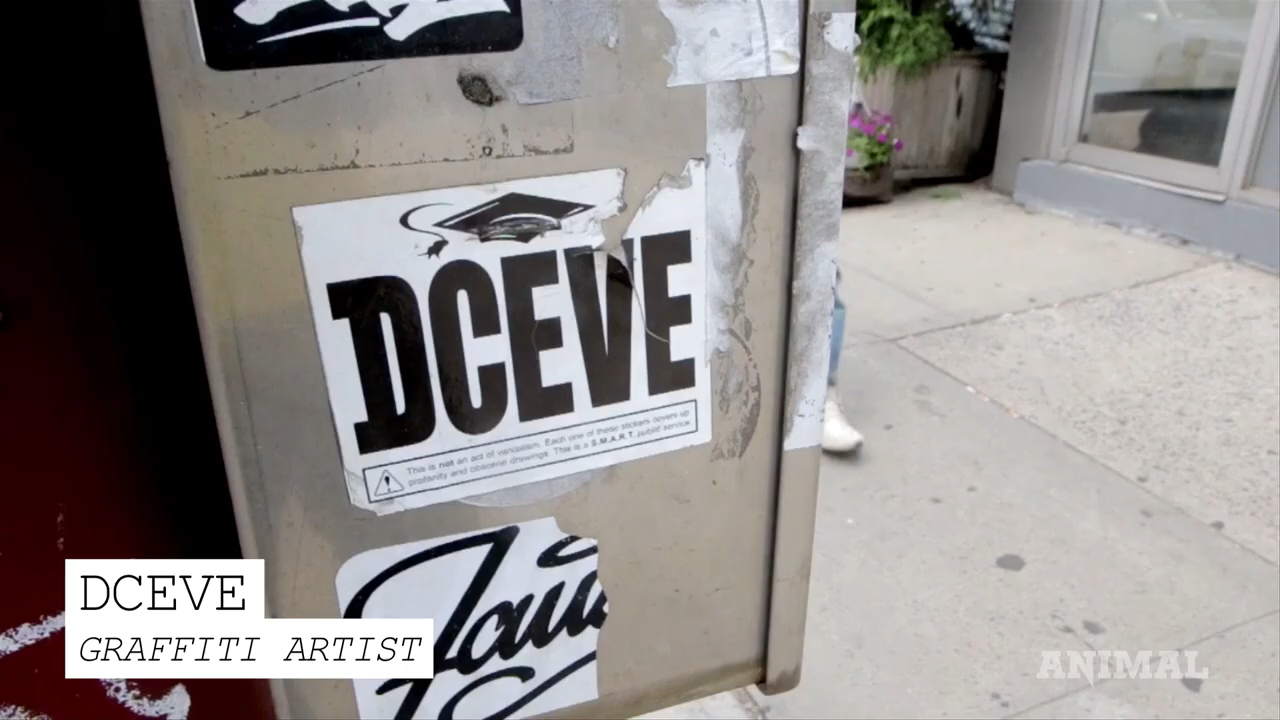 DCEVE
This is not an act of vandalism. Each one of these stickers covers up
profanity and obscene drawings. This is a S.M.A.R.T. public service.
DCEVE
GRAFFITI ARTIST
ANIMAL